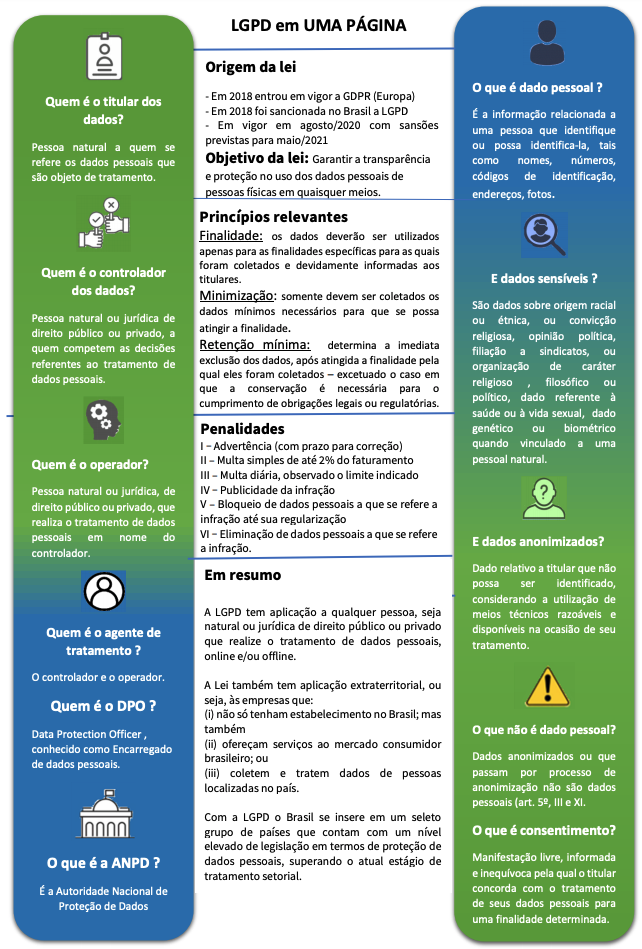 LGPD em UMA PÁGINA
Quem é o titular dos
dados?
Pessoa natural a quem se
refere os dados pessoais que
são objeto de tratamento.
Quem é o controlador
dos dados?
Pessoa natural ou jurídica de
direito público ou privado, a
quem competem as decisões
referentes ao tratamento de
dados pessoais.
Quem é o operador?
Pessoa natural ou jurídica, de
direito público ou privado, que
realiza o tratamento de dados
pessoais em nome do
controlador.
Quem é o agente de
tratamento ?
O controlador e o operador.
Quem é o DPO ?
Data Protection Officer ,
conhecido como Encarregado
de dados pessoais.
O que é a ANPD ?
É a Autoridade Nacional de
Proteção de Dados
Origem da lei
- Em 2018 entrou em vigor a GDPR (Europa)
- Em 2018 foi sancionada no Brasil a LGPD
- Em vigor em agosto/2020 com sansões
previstas para maio/2021
Objetivo da lei: Garantir a transparência
e proteção no uso dos dados pessoais de
pessoas físicas em quaisquer meios.
Princípios relevantes
Finalidade: os dados deverão ser utilizados
apenas para as finalidades específicas para as quais
foram coletados e devidamente informadas aos
titulares.
Minimização: somente devem ser coletados os
dados mínimos necessários para que se possa
atingir a finalidade.
Retenção mínima: determina a imediata
exclusão dos dados, após atingida a finalidade pela
qual eles foram coletados – excetuado o caso em
que a conservação é necessária para o
cumprimento de obrigações legais ou regulatórias.
Penalidades
I – Advertência (com prazo para correção)
II – Multa simples de até 2% do faturamento
III – Multa diária, observado o limite indicado
IV – Publicidade da infração
V – Bloqueio de dados pessoais a que se refere a
infração até sua regularização
VI – Eliminação de dados pessoais a que se refere
a infração.
Em resumo
A LGPD tem aplicação a qualquer pessoa, seja
natural ou jurídica de direito público ou privado
que realize o tratamento de dados pessoais,
online e/ou offline.
A Lei também tem aplicação extraterritorial, ou
seja, às empresas que:
(i) não só tenham estabelecimento no Brasil; mas
também
(ii) ofereçam serviços ao mercado consumidor
brasileiro; ou
(iii) coletem e tratem dados de pessoas
localizadas no país.
Com a LGPD o Brasil se insere em um seleto
grupo de países que contam com um nível
elevado de legislação em termos de proteção de
de dados pessoais, superando o atual estágio de
tratamento setorial.
O que é dado pessoal ?
É a informação relacionada a
uma pessoa que identifique
ou possa identifica-la, tais
como nomes, números,
códigos de identificação,
endereços, fotos.
E dados sensíveis ?
São dados sobre origem racial
ou étnica, ou convicção
religiosa, opinião política,
filiação a sindicatos, ou
organização de caráter
religioso , filosófico ou
político, dado referente à
saúde ou à vida sexual, dado
genético ou biométrico
quando vinculado a uma
pessoal natural.
E dados anonimizados?
Dado relativo a titular que não
possa ser identificado,
considerando a utilização de
meios técnicos razoáveis e
disponíveis na ocasião de seu
tratamento.
O que não é dado pessoal?
Dados anonimizados ou que
passam por processo de
anonimização não são dados
pessoais (art. 5º, III e XI.
O que é consentimento?
Manifestação livre, informada
e inequívoca pela qual o titular
concorda com o tratamento
de seus dados pessoais para
uma finalidade determinada.